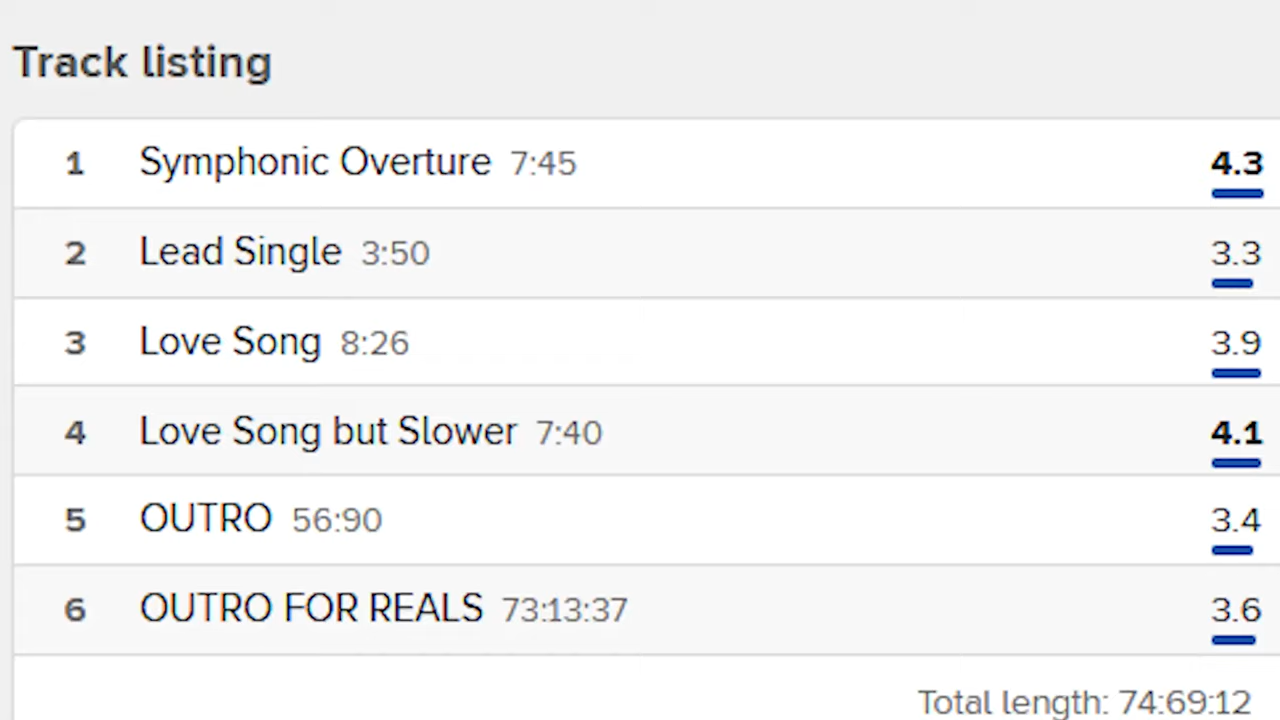 Track listing
1 Symphonic Overture 7:45 4.3
2 Lead Single 3:50 3.3
3 Love Song 8:26 3.9
4 Love Song but Slower 7:40 4.1
5 OUTRO 56:90 3.4
6 OUTRO FOR REALS 73:13:37 3.6
Total length: 74:69:12